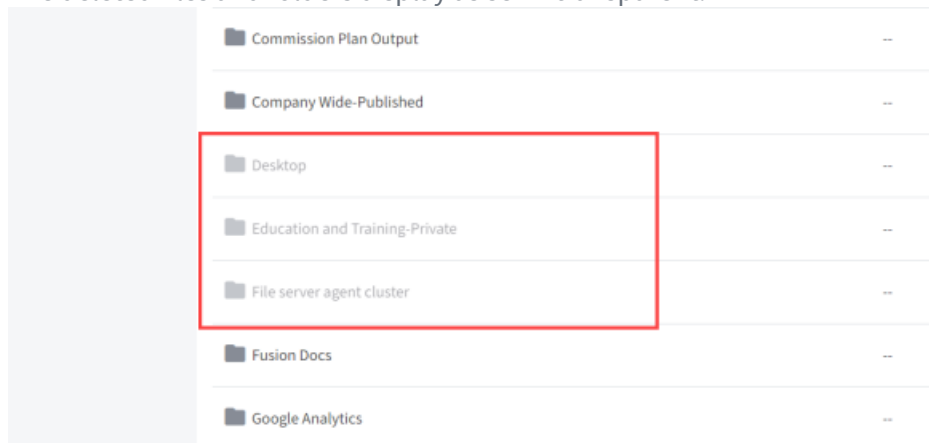 Commission Plan Output --
Company Wide-Published --
Desktop --
Education and Training-Private --
File server agent cluster --
Fusion Docs --
Google Analytics --